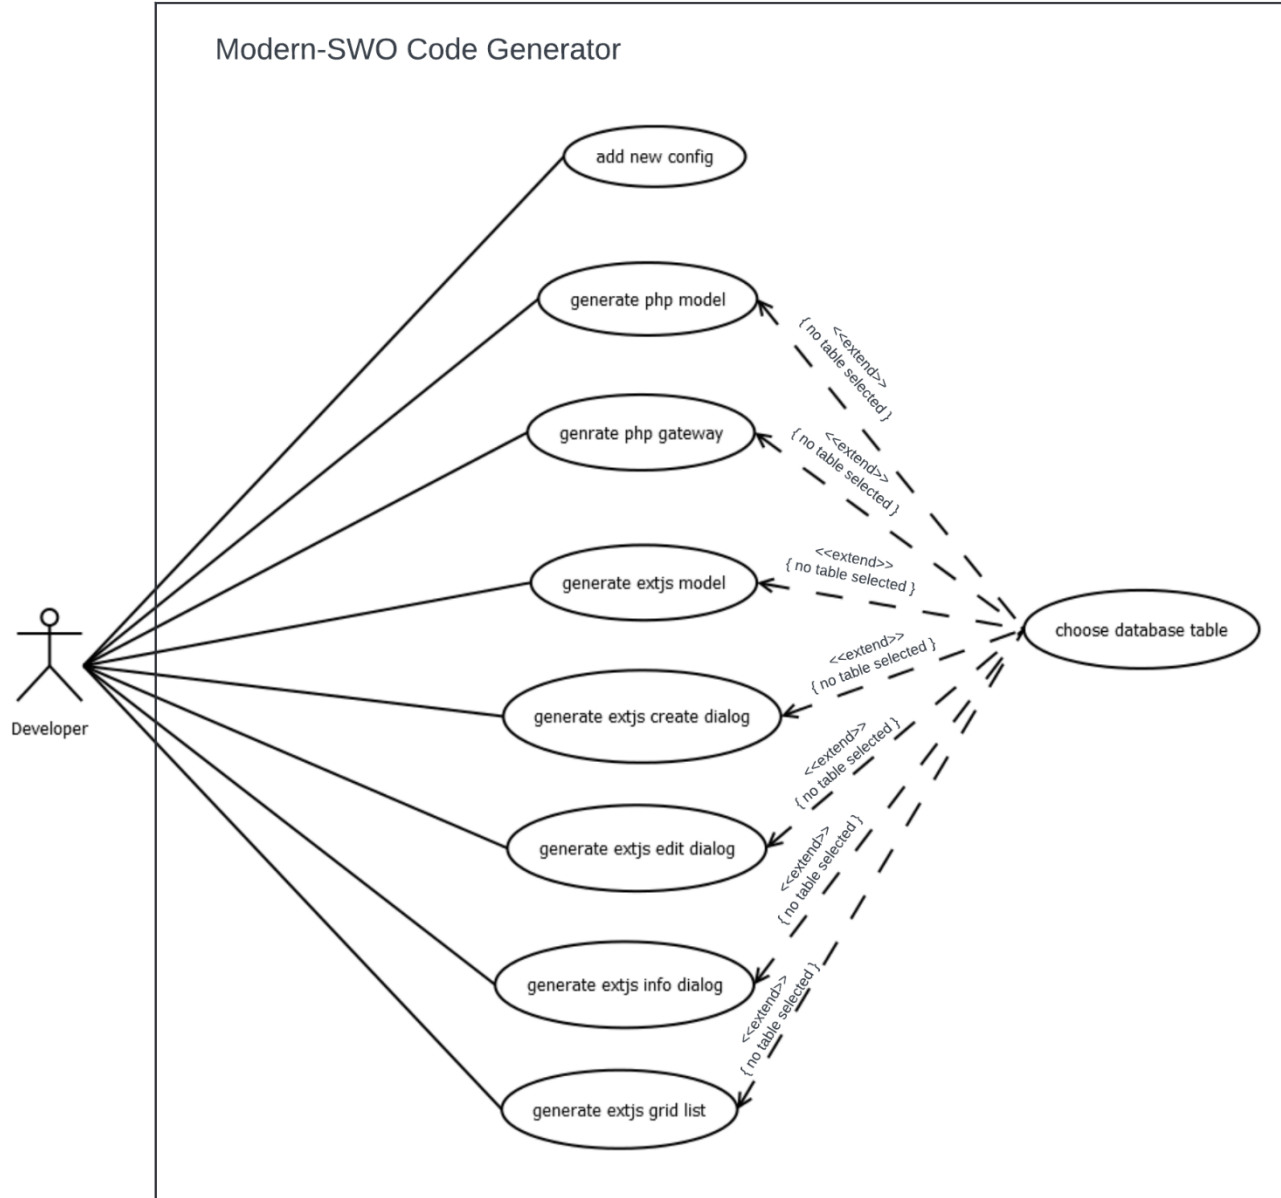 Modern-SWO Code Generator
add new config
generate php model
<<extend>>
{ no table selected }
genrate php gateway
<<extend>>
{ no table selected }
generate extjs model
<<extend>>
{ no table selected }
choose database table
generate extjs create dialog
<<extend>>
{ no table selected }
Developer
generate extjs edit dialog
<<extend>>
{ no table selected }
generate extjs info dialog
<<extend>>
{ no table selected }
generate extjs grid list
<<extend>>
{ no table selected }